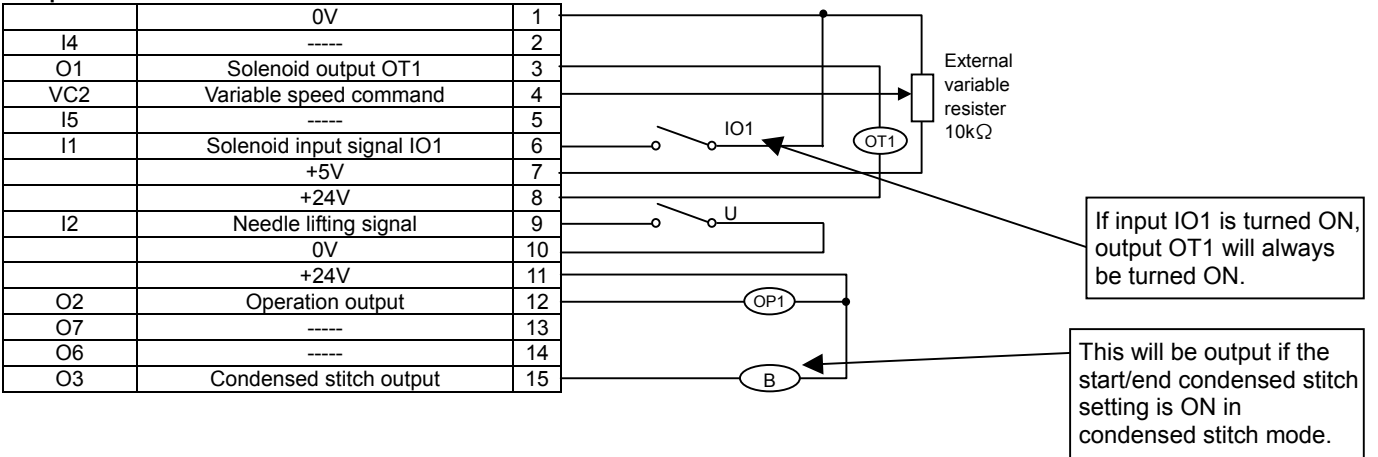 0V 1
I4 ----- 2
O1 Solenoid output OT1 3
VC2 Variable speed command 4
I5 ----- 5
I1 Solenoid input signal IO1 6
+5V 7
+24V 8
I2 Needle lifting signal 9
0V 10
+24V 11
O2 Operation output 12
O7 ----- 13
O6 ----- 14
O3 Condensed stitch output 15
IO1
U
OT1
OP1
B
External
variable
resister
10kΩ
If input IO1 is turned ON,
output OT1 will always
be turned ON.
This will be output if the
start/end condensed stitch
setting is ON in
condensed stitch mode.